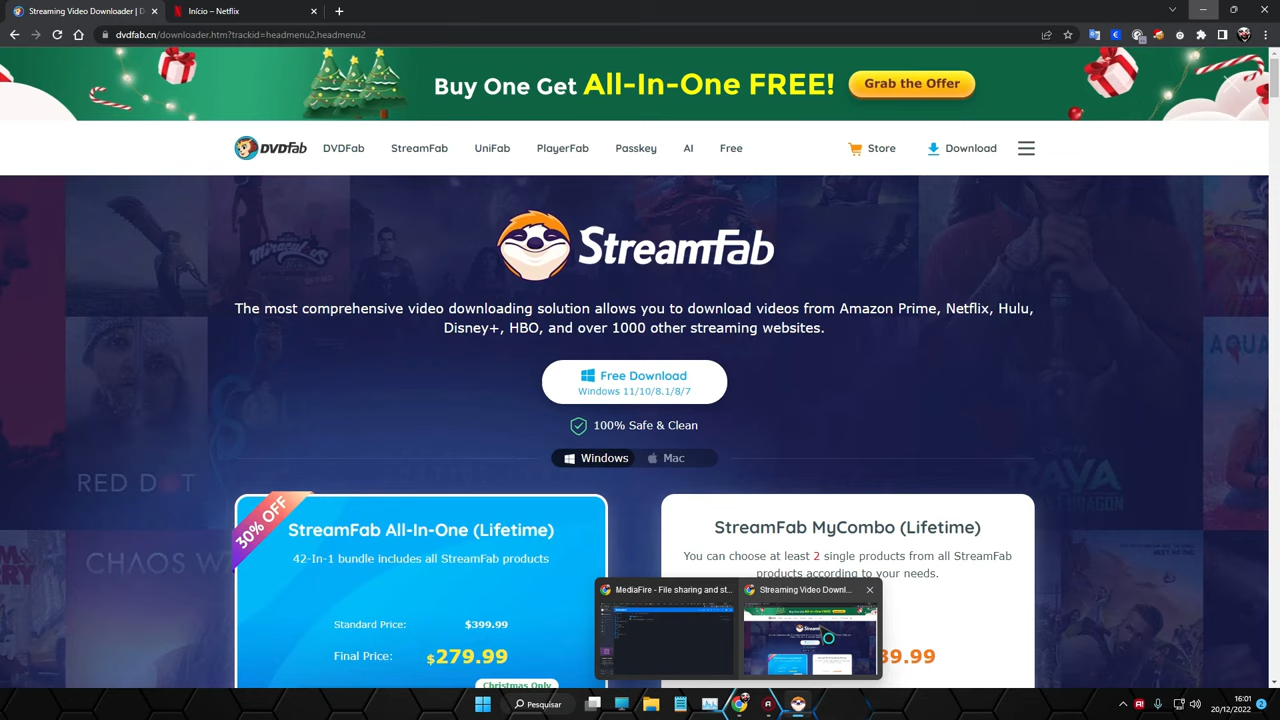 Streaming Video Downloader | D
Início – Netflix
dvdfab.cn/downloader.htm?trackid=headmenu2,headmenu2
Buy One Get All-In-One FREE!
Grab the Offer
DVDFab
DVDFab
StreamFab
UniFab
PlayerFab
Passkey
AI
Free
Store
Download
StreamFab
The most comprehensive video downloading solution allows you to download videos from Amazon Prime, Netflix, Hulu,
Disney+, HBO, and over 1000 other streaming websites.
Free Download
Windows 11/10/8.1/8/7
100% Safe & Clean
Windows
Mac
RED DOT
CHAOS W
30% OFF
StreamFab All-In-One (Lifetime)
42-In-1 bundle includes all StreamFab products
Standard Price: $399.99
Final Price: $279.99
Christmas Only
StreamFab MyCombo (Lifetime)
You can choose at least 2 single products from all StreamFab
products according to your needs.
39.99
MediaFire - File sharing and st...
Streaming Video Downl...
Pesquisar
16:01
20/12/2022